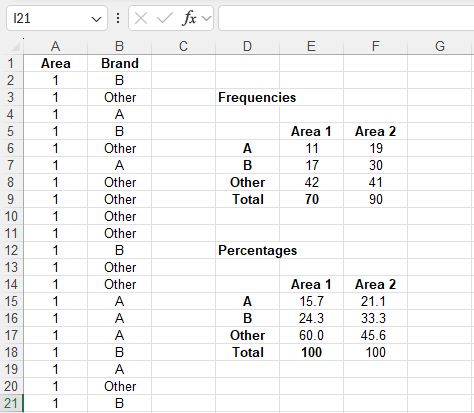 I21 fx
A B C D E F G
1 Area Brand
2 1 B
3 1 Other Frequencies
4 1 A
5 1 B Area 1 Area 2
6 1 Other A 11 19
7 1 A B 17 30
8 1 Other Other 42 41
9 1 Other Total 70 90
10 1 Other
11 1 Other
12 1 B Percentages
13 1 Other
14 1 Other Area 1 Area 2
15 1 A A 15.7 21.1
16 1 A B 24.3 33.3
17 1 A Other 60.0 45.6
18 1 B Total 100 100
19 1 A
20 1 Other
21 1 B